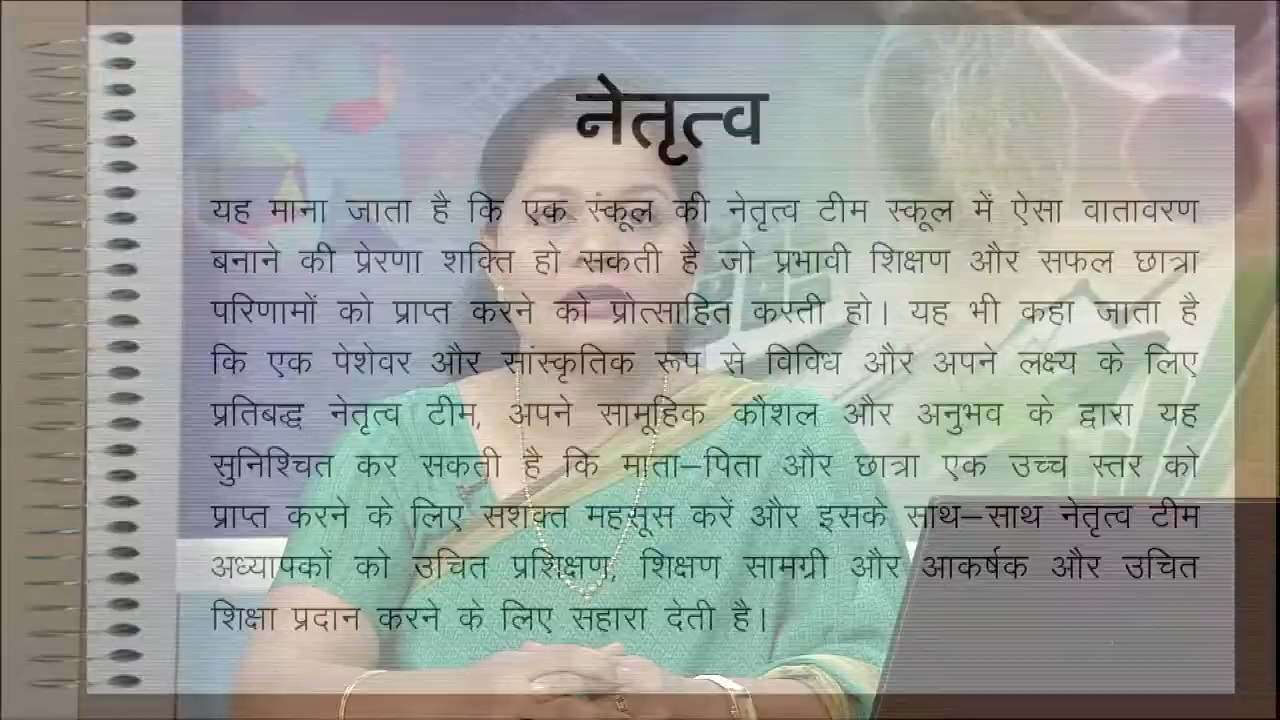 नेतृत्व
यह माना जाता है कि एक स्कूल की नेतृत्व टीम स्कूल में ऐसा वातावरण
बनाने की प्रेरणा शक्ति हो सकती है जो प्रभावी शिक्षण और सफल छात्रा
परिणामों को प्राप्त करने को प्रोत्साहित करती हो। यह भी कहा जाता है
कि एक पेशेवर और सांस्कृतिक रूप से विविध और अपने लक्ष्य के लिए
प्रतिबद्ध नेतृत्व टीम, अपने सामूहिक कौशल और अनुभव के द्वारा यह
सुनिश्चित कर सकती है कि माता–पिता और छात्रा एक उच्च स्तर को
प्राप्त करने के लिए सशक्त महसूस करें और इसके साथ–साथ नेतृत्व टीम
अध्यापकों को उचित प्रशिक्षण, शिक्षण सामग्री और आकर्षक और उचित
शिक्षा प्रदान करने के लिए सहारा देती है।